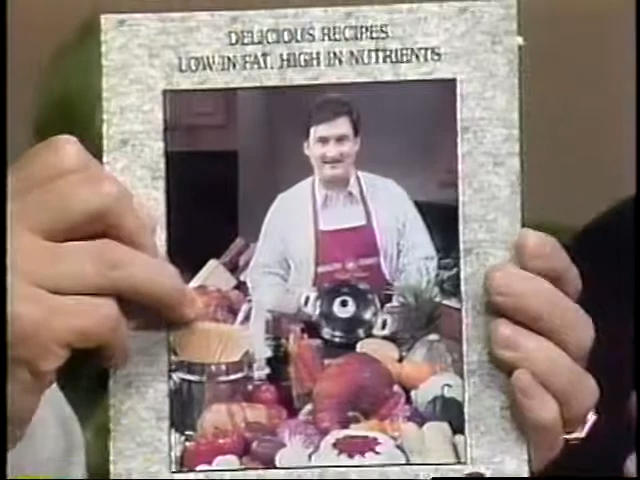 DELICIOUS RECIPES
LOW IN FAT, HIGH IN NUTRIENTS